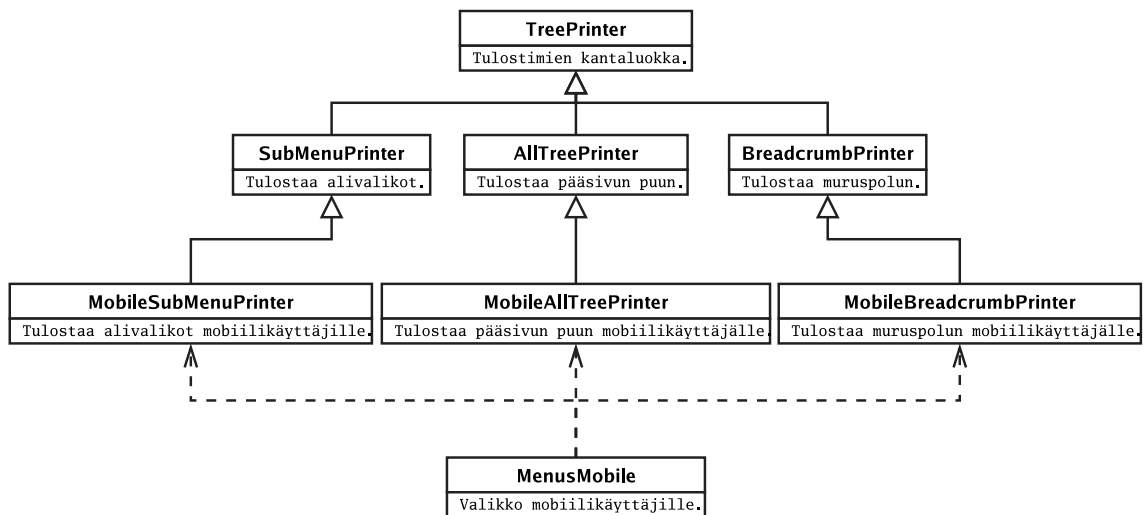 TreePrinter
Tulostimien kantaluokka.
SubMenuPrinter
Tulostaa alivalikot.
AllTreePrinter
Tulostaa pääsivun puun.
BreadcrumbPrinter
Tulostaa muruspolun.
MobileSubMenuPrinter
Tulostaa alivalikot mobiilikäyttäjille.
MobileAllTreePrinter
Tulostaa pääsivun puun mobiilikäyttäjälle.
MobileBreadcrumbPrinter
Tulostaa muruspolun mobiilikäyttäjälle.
MenusMobile
Valikko mobiilikäyttäjille.